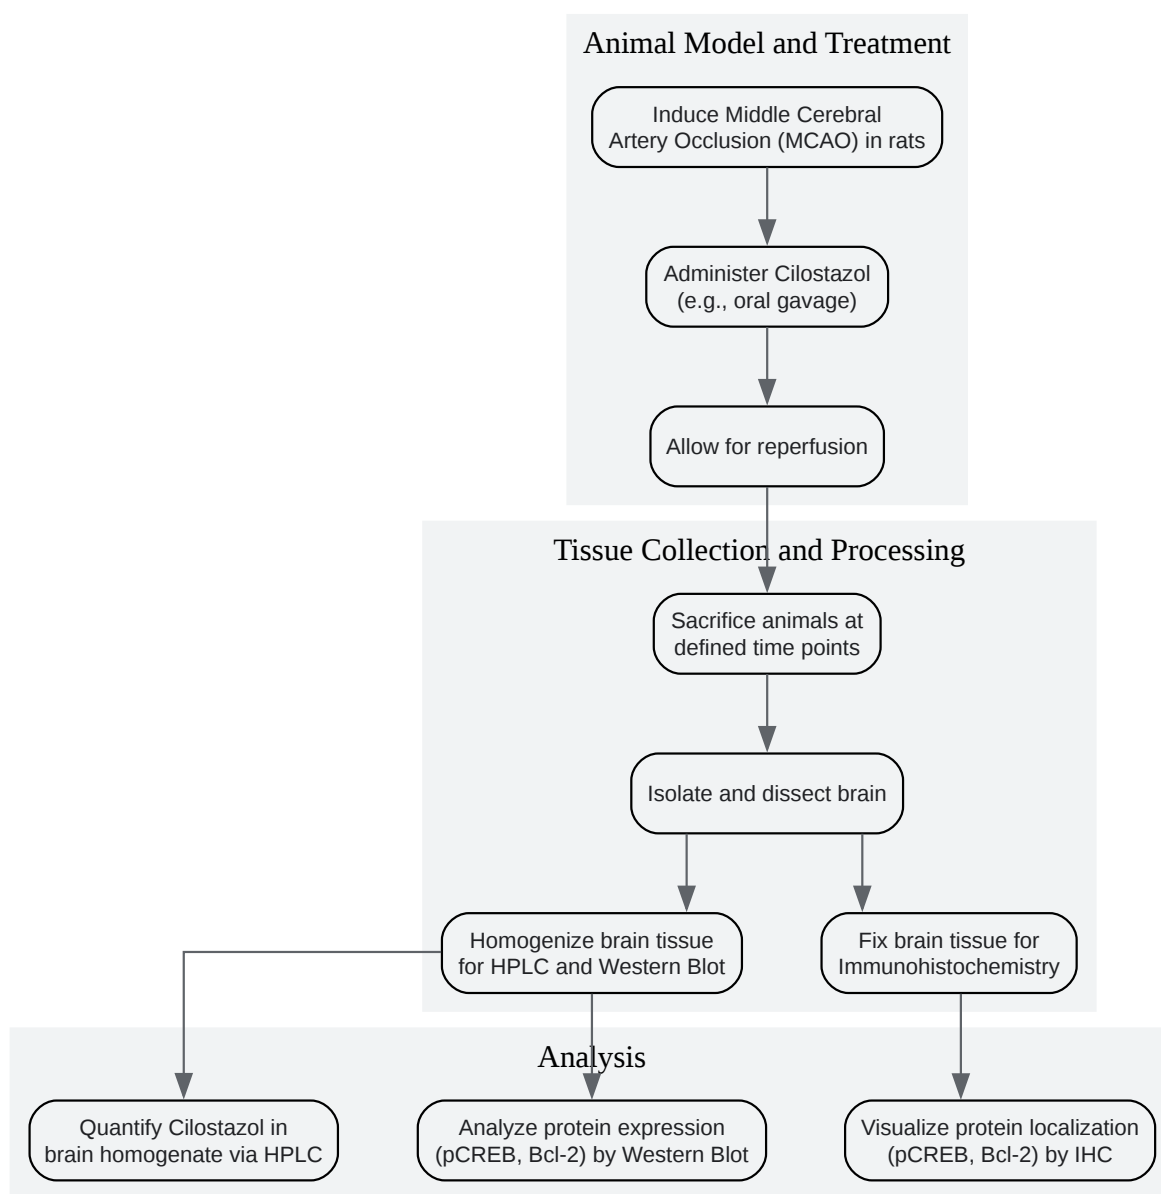 Animal Model and Treatment
Induce Middle Cerebral
Artery Occlusion (MCAO) in rats
Administer Cilostazol
(e.g., oral gavage)
Allow for reperfusion
Tissue Collection and Processing
Sacrifice animals at
defined time points
Isolate and dissect brain
Homogenize brain tissue
for HPLC and Western Blot
Fix brain tissue for
Immunohistochemistry
Analysis
Quantify Cilostazol in
brain homogenate via HPLC
Analyze protein expression
(pCREB, Bcl-2) by Western Blot
Visualize protein localization
(pCREB, Bcl-2) by IHC